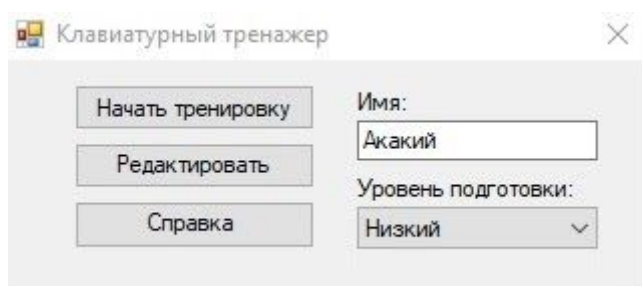 Клавиатурный тренажер
Начать тренировку
Редактировать
Справка
Имя:
Акакий
Уровень подготовки:
Низкий